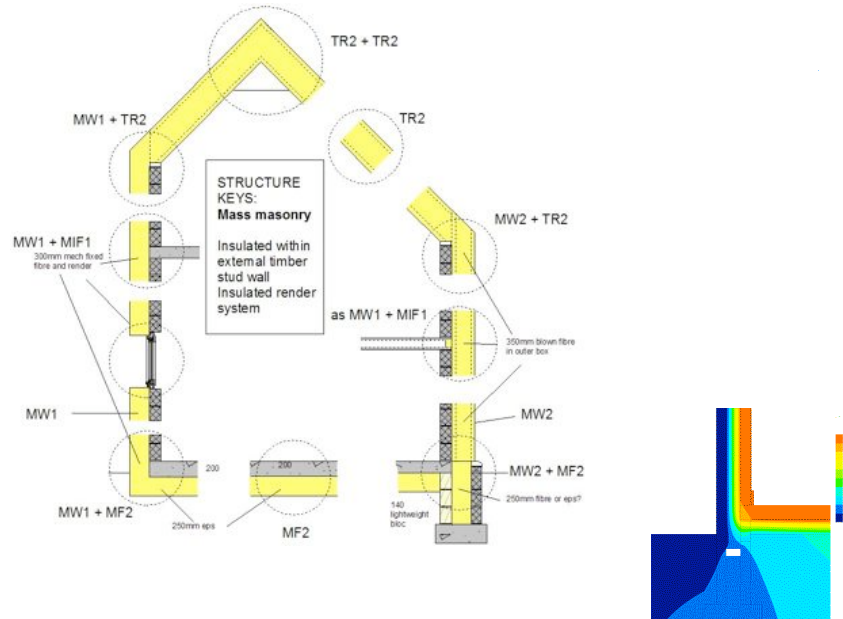 TR2 + TR2
MW1 + TR2
TR2
STRUCTURE
KEYS:
Mass masonry
Insulated within
external timber
stud wall
Insulated render
system
MW2 + TR2
MW1 + MIF1
300mm mech fixed
fibre and render
as MW1 + MIF1
350mm blown fibre
in outer box
MW1
MW2
200
200
MW2 + MF2
250mm fibre or eps?
140
lightweight
bloc
MW1 + MF2
250mm eps
MF2